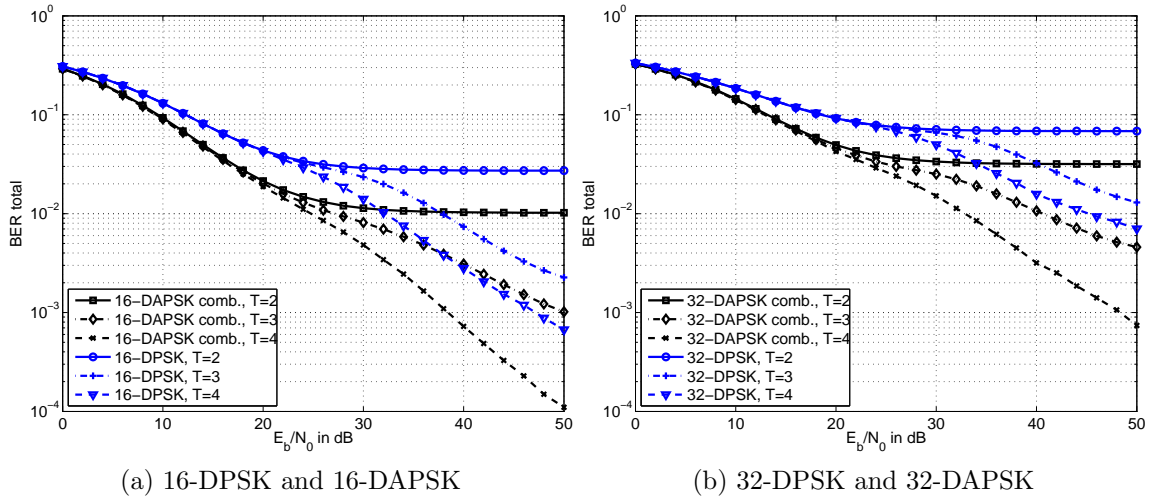 10^0
10^-1
10^-2
10^-3
10^-4
BER total
16−DAPSK comb., T=2
16−DAPSK comb., T=3
16−DAPSK comb., T=4
16−DPSK, T=2
16−DPSK, T=3
16−DPSK, T=4
0 10 20 30 40 50
E_b/N_0 in dB
(a) 16-DPSK and 16-DAPSK
10^0
10^-1
10^-2
10^-3
10^-4
BER total
32−DAPSK comb., T=2
32−DAPSK comb., T=3
32−DAPSK comb., T=4
32−DPSK, T=2
32−DPSK, T=3
32−DPSK, T=4
0 10 20 30 40 50
E_b/N_0 in dB
(b) 32-DPSK and 32-DAPSK